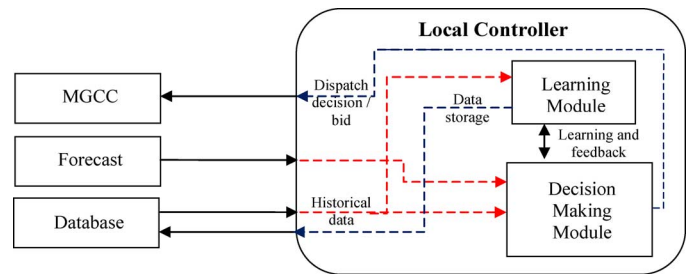 Local Controller
MGCC
Dispatch
decision /
bid
Learning
Module
Data
storage
Learning and
feedback
Forecast
Database
Historical
data
Decision
Making
Module